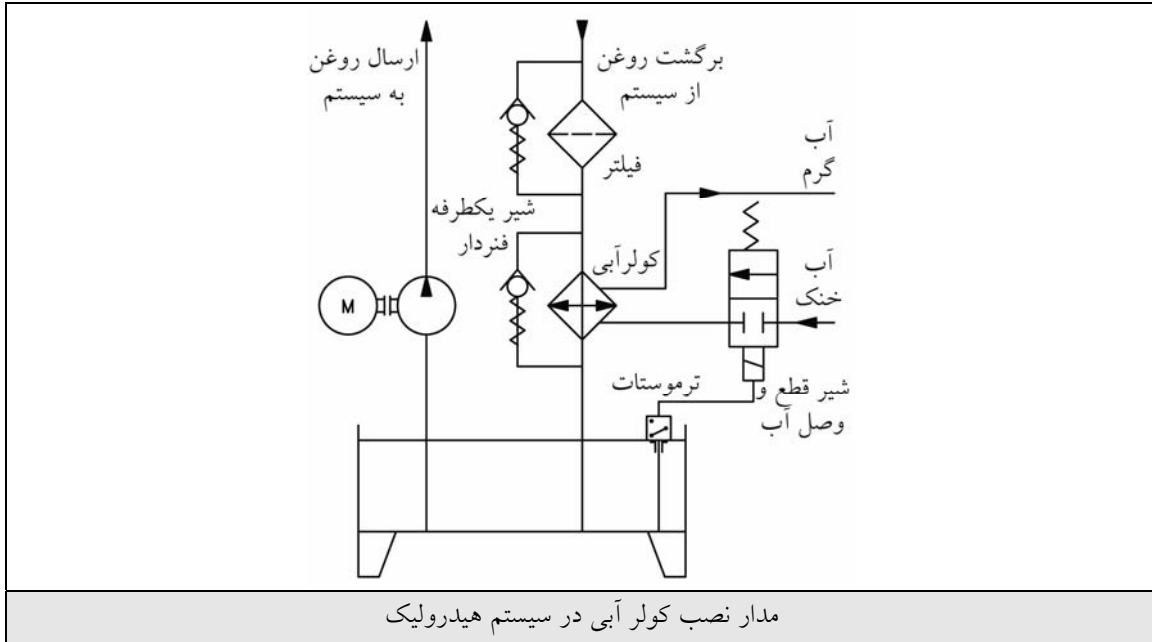 ارسال روغن
به سیستم
برگشت روغن
از سیستم
فیلتر
آب
گرم
شیر یکطرفه
فنردار
کولرآبی
آب
خنک
M
ترموستات
شیر قطع و
وصل آب
مدار نصب کولر آبی در سیستم هیدرولیک